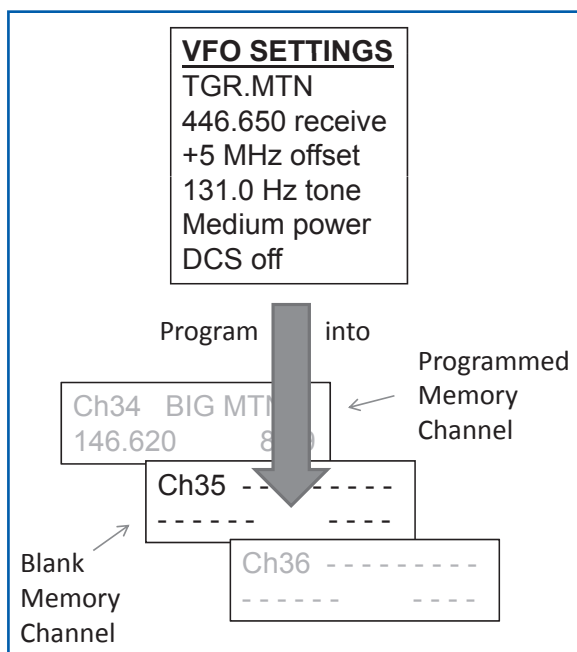 VFO SETTINGS
TGR.MTN
446.650 receive
+5 MHz offset
131.0 Hz tone
Medium power
DCS off
Program into
Programmed
Memory
Channel
Ch34 BIG
146.620
Ch35 - - - - - - - - -
- - - - - - - - - -
Blank
Memory
Channel
Ch36 - - - - - - - - -
- - - - - - - - - -